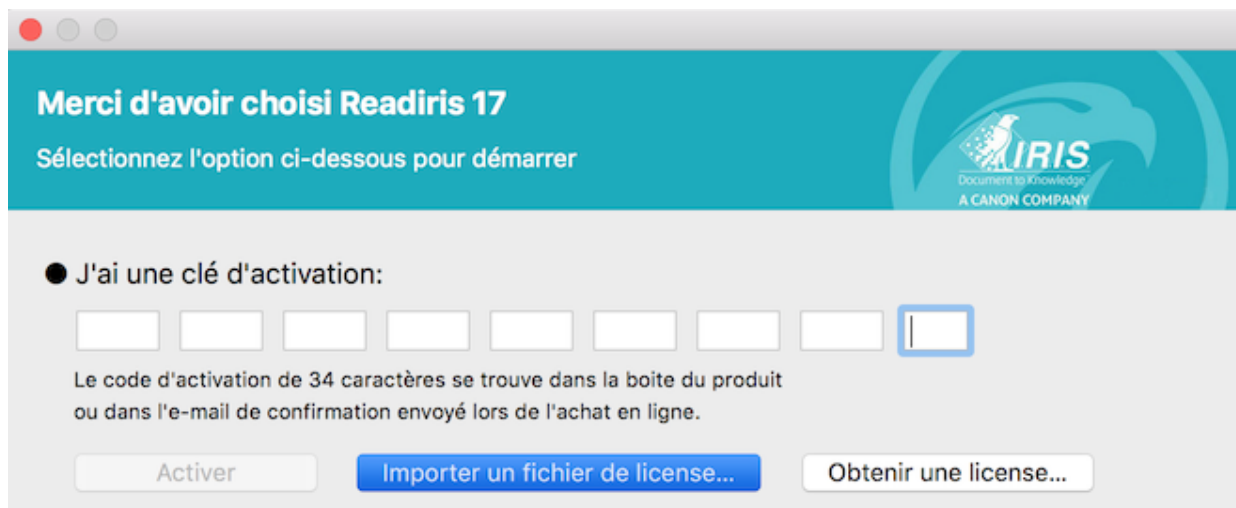 Merci d'avoir choisi Readiris 17
Sélectionnez l'option ci-dessous pour démarrer
IRIS
Document to Knowledge
A CANON COMPANY
J'ai une clé d'activation:
Le code d'activation de 34 caractères se trouve dans la boite du produit
ou dans l'e-mail de confirmation envoyé lors de l'achat en ligne.
Activer
Importer un fichier de license...
Obtenir une license...